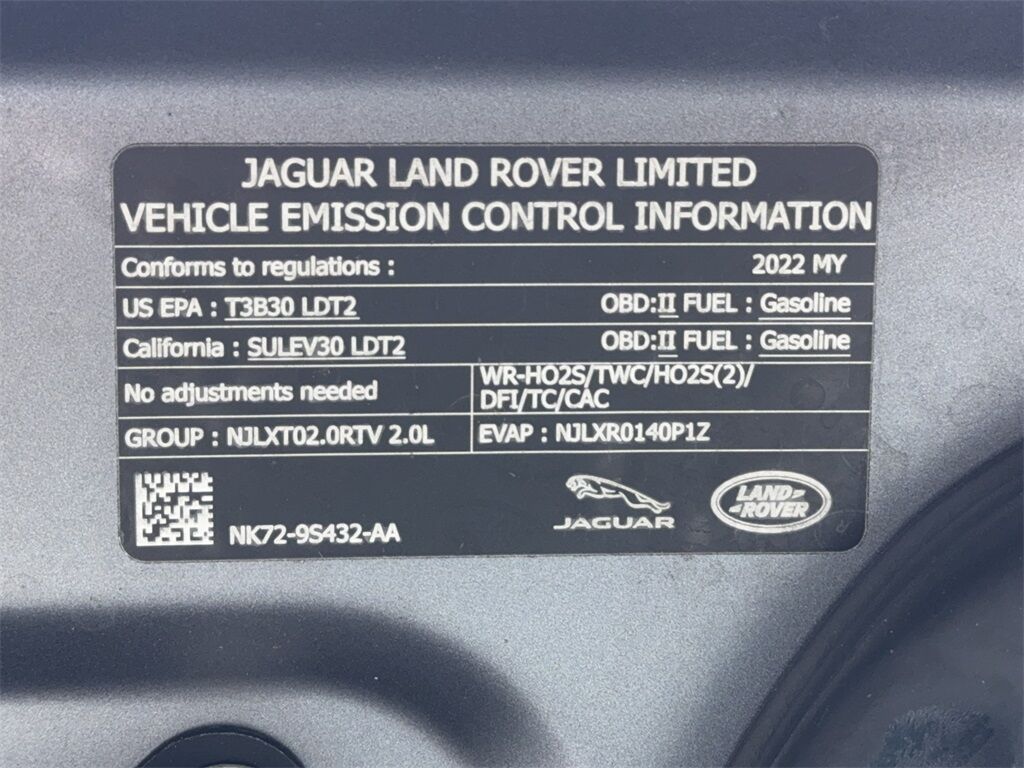 JAGUAR LAND ROVER LIMITED
VEHICLE EMISSION CONTROL INFORMATION
Conforms to regulations : 2022 MY
US EPA : T3B30 LDT2 OBD:II FUEL : Gasoline
California : SULEV30 LDT2 OBD:II FUEL : Gasoline
No adjustments needed
WR-HO2S/TWC/HO2S(2)/
DFI/TC/CAC
GROUP : NJLXT02.0RTV 2.0L EVAP : NJLXR0140P1Z
NK72-9S432-AA
JAGUAR
LAND
ROVER